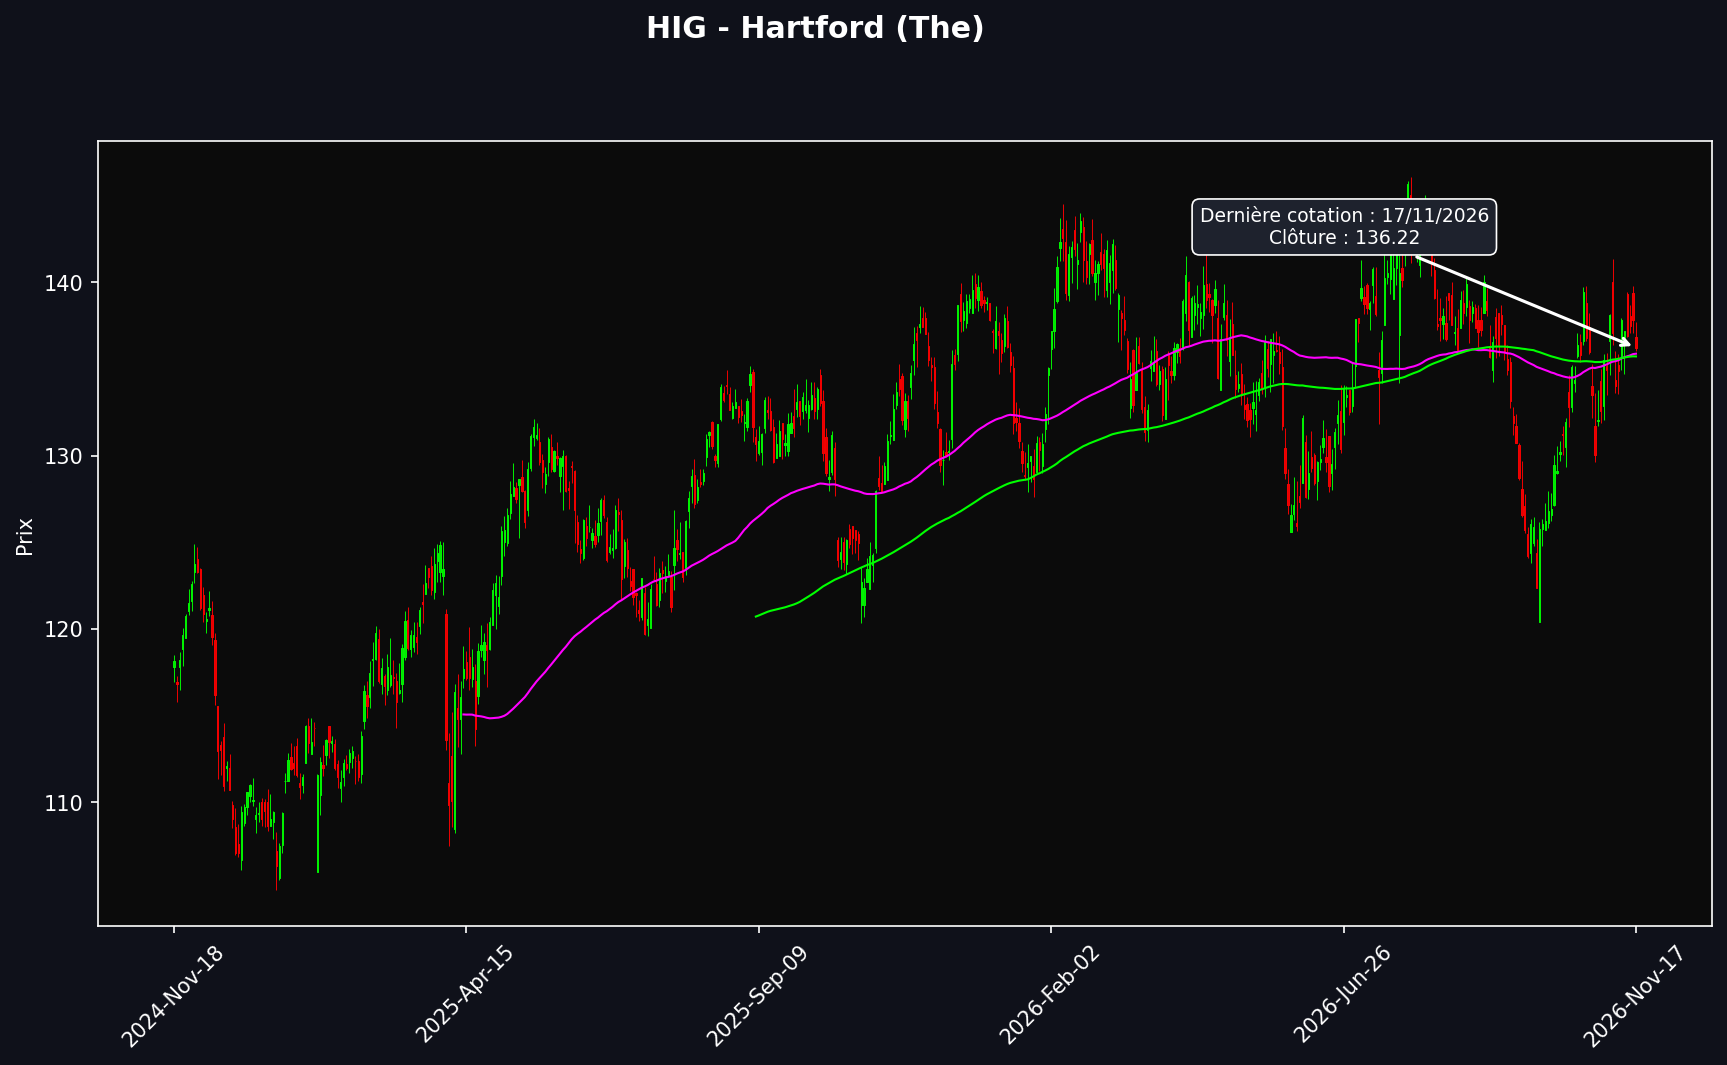 HIG - Hartford (The)
Dernière cotation : 17/11/2026
Clôture : 136.22
Prix
140
130
120
110
2024-Nov-18
2025-Apr-15
2025-Sep-09
2026-Feb-02
2026-Jun-26
2026-Nov-17